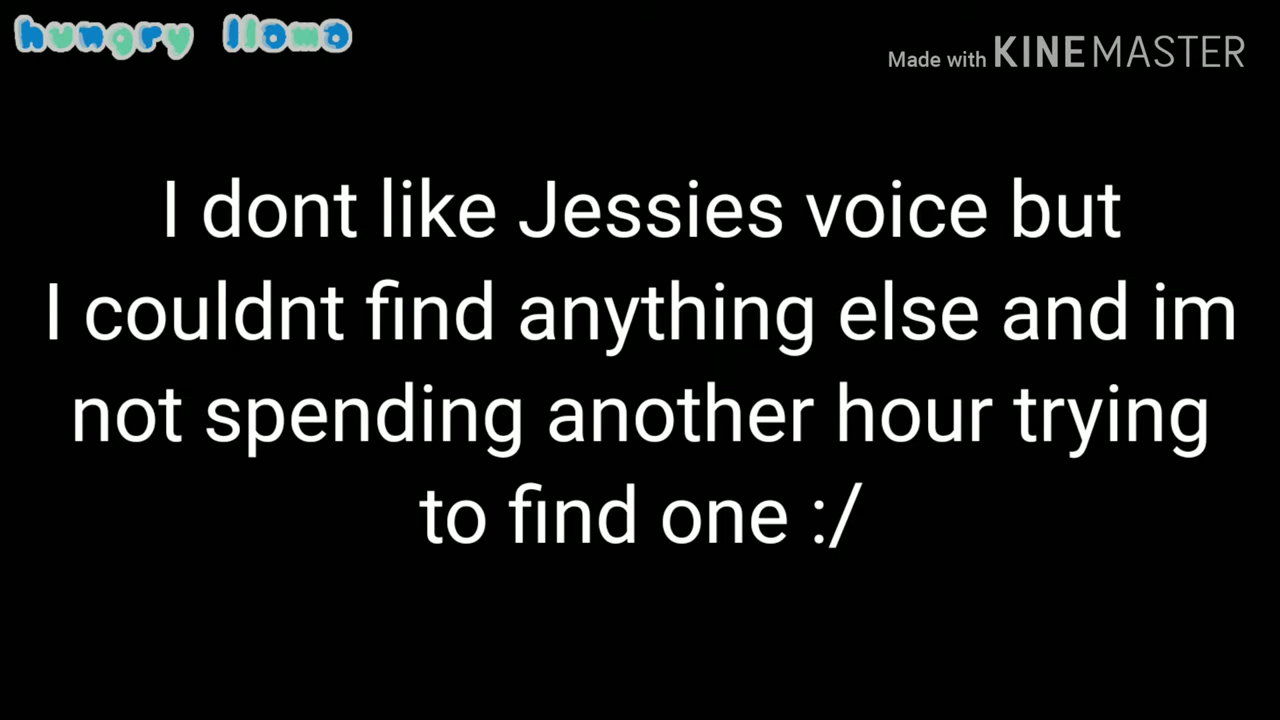 hungry llama
Made with KINEMASTER
I dont like Jessies voice but
I couldnt find anything else and im
not spending another hour trying
to find one :/